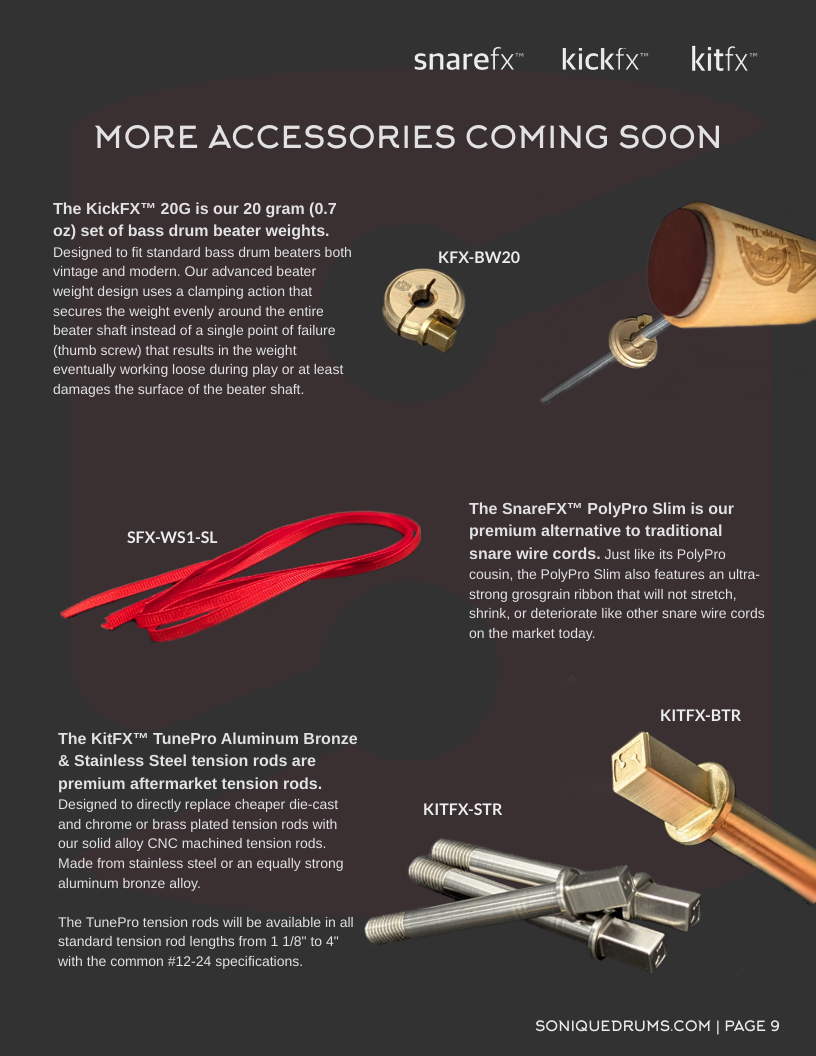 snarefx™ kickfx™ kitfx™
MORE ACCESSORIES COMING SOON
The KickFX™ 20G is our 20 gram (0.7
oz) set of bass drum beater weights.
Designed to fit standard bass drum beaters both
vintage and modern. Our advanced beater
weight design uses a clamping action that
secures the weight evenly around the entire
beater shaft instead of a single point of failure
(thumb screw) that results in the weight
eventually working loose during play or at least
damages the surface of the beater shaft.
KFX-BW20
SFX-WS1-SL
The SnareFX™ PolyPro Slim is our
premium alternative to traditional
snare wire cords. Just like its PolyPro
cousin, the PolyPro Slim also features an ultra-
strong grosgrain ribbon that will not stretch,
shrink, or deteriorate like other snare wire cords
on the market today.
The KitFX™ TunePro Aluminum Bronze
& Stainless Steel tension rods are
premium aftermarket tension rods.
Designed to directly replace cheaper die-cast
and chrome or brass plated tension rods with
our solid alloy CNC machined tension rods.
Made from stainless steel or an equally strong
aluminum bronze alloy.
The TunePro tension rods will be available in all
standard tension rod lengths from 1 1/8" to 4"
with the common #12-24 specifications.
KITFX-BTR
KITFX-STR
SONIQUEDRUMS.COM | PAGE 9